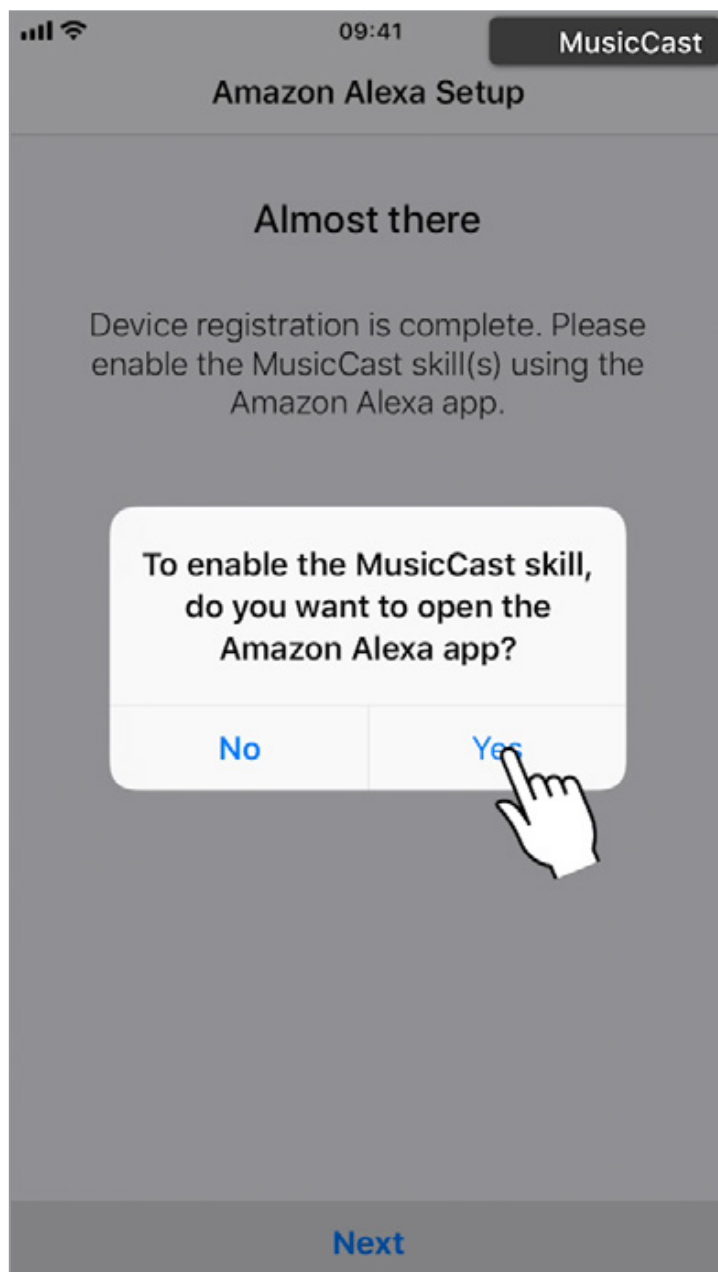 09:41
MusicCast
Amazon Alexa Setup
Almost there
Device registration is complete. Please
enable the MusicCast skill(s) using the
Amazon Alexa app.
To enable the MusicCast skill,
do you want to open the
Amazon Alexa app?
No
Yes
Next